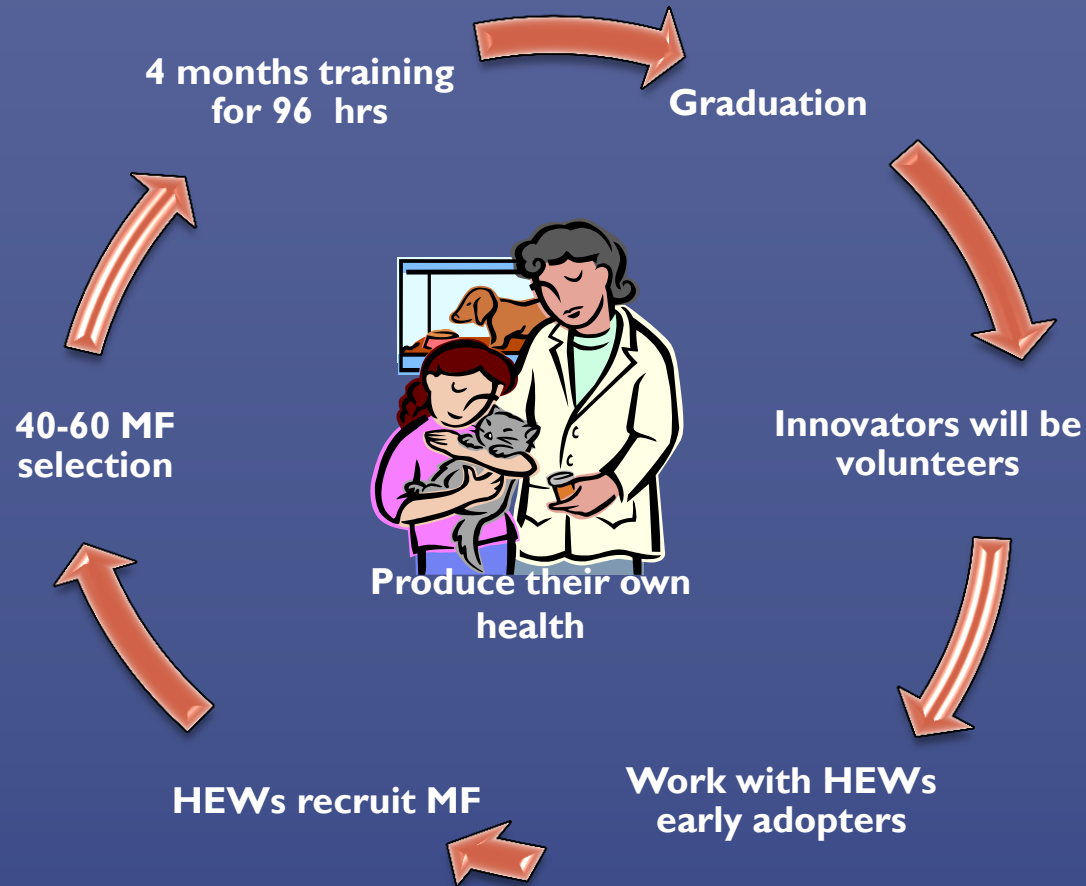 4 months training
for 96 hrs
Graduation
Innovators will be
volunteers
Work with HEWs
early adopters
HEWs recruit MF
40-60 MF
selection
Produce their own
health